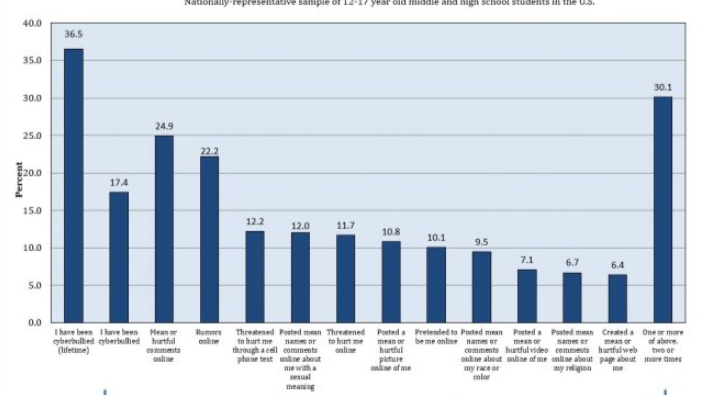 Nationally-representative sample of 12-17 year old middle and high school students in the U.S.
40.0
35.0
30.0
25.0
20.0
15.0
10.0
5.0
0.0
Percent
36.5
17.4
24.9
22.2
12.2
12.0
11.7
10.8
10.1
9.5
7.1
6.7
6.4
30.1
I have been
cyberbullied
(lifetime)
I have been
cyberbullied
Mean or
hurtful
comments
online
Rumors
online
Threatened
to hurt me
through a cell
phone text
Posted mean
names or
comments
online about
me with a
sexual
meaning
Threatened
to hurt me
online
Posted a
mean or
hurtful
picture
online of me
Pretended to
be me online
Posted mean
names or
comments
online about
my race or
color
Posted a
mean or
hurtful video
online of me
Posted mean
names or
comments
online about
my religion
Created a
mean or
hurtful web
page about
me
One or more
of above,
two or
more times